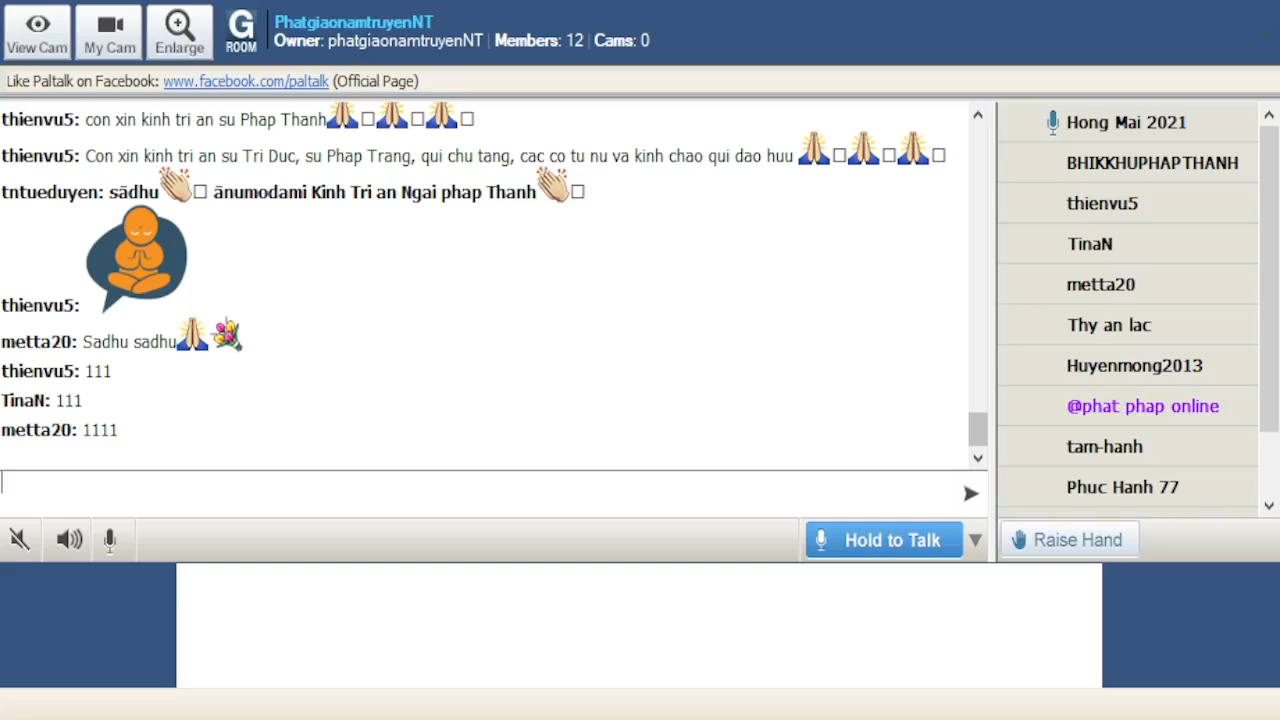 View Cam
My Cam
Enlarge
G
ROOM
PhatgiaonamtruyenNT
Owner: phatgiaonamtruyenNT | Members: 12 | Cams: 0
Like Paltalk on Facebook: www.facebook.com/paltalk (Official Page)
thienvu5: con xin kinh tri an su Phap Thanh
thienvu5: Con xin kinh tri an su Tri Duc, su Phap Trang, qui chu tang, cac co tu nu va kinh chao qui dao huu
tntueduyen: sādhu ānumodami Kinh Tri an Ngai phap Thanh
thienvu5:
metta20: Sadhu sadhu
thienvu5: 111
TinaN: 111
metta20: 1111
Hold to Talk
Hong Mai 2021
BHIKKHUPHAPTHANH
thienvu5
TinaN
metta20
Thy an lac
Huyenmong2013
@phat phap online
tam-hanh
Phuc Hanh 77
Raise Hand